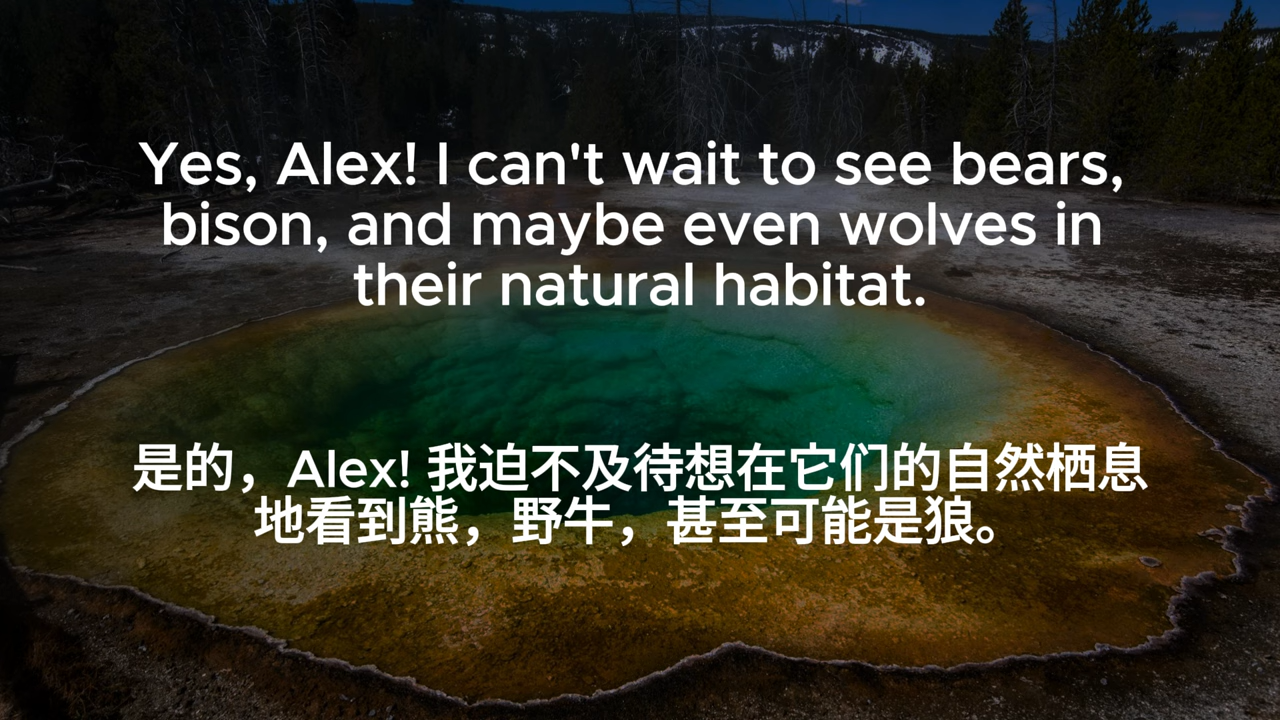 Yes, Alex! I can't wait to see bears,
bison, and maybe even wolves in
their natural habitat.
是的，Alex! 我迫不及待想在它们的自然栖息
地看到熊，野牛，甚至可能是狼。